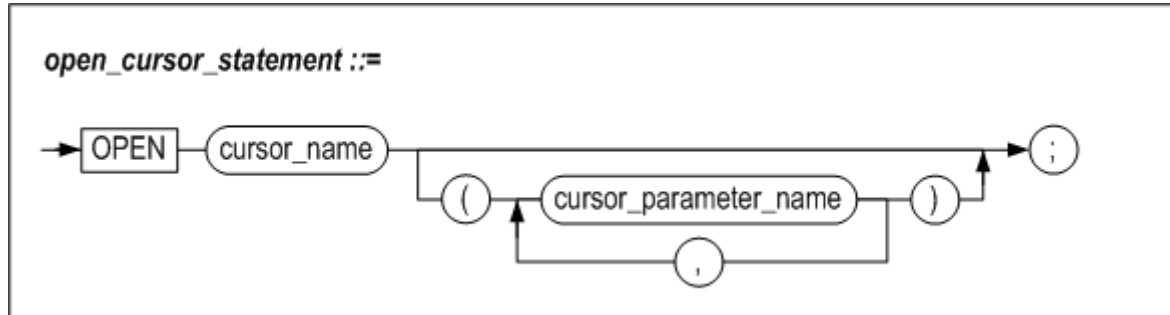 open_cursor_statement ::=
OPEN cursor_name ;
( cursor_parameter_name )
,